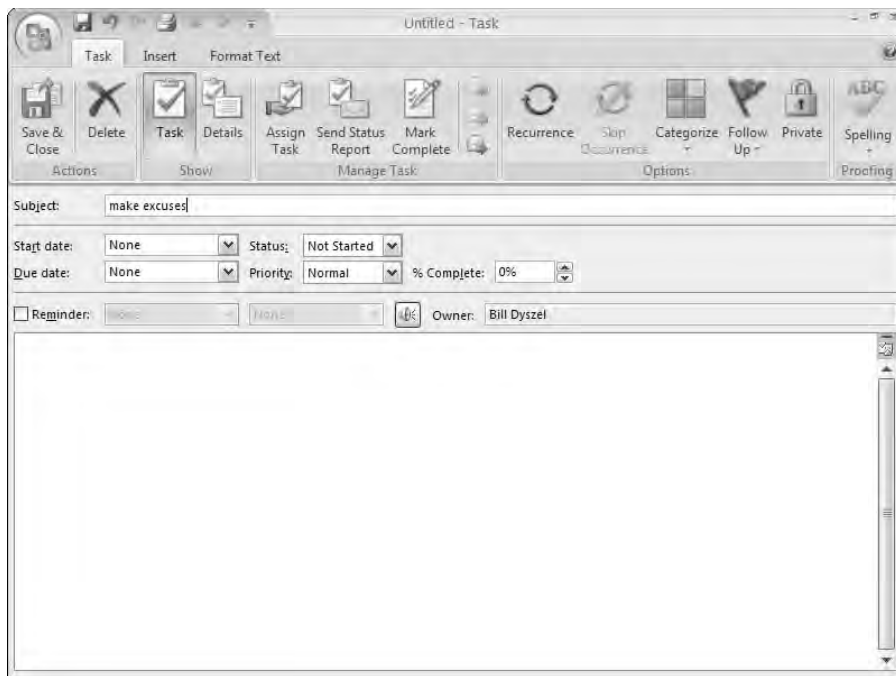 Untitled - Task
Task Insert Format Text
Save & Close
Delete
Task
Details
Assign Task
Send Status Report
Mark Complete
Recurrence
Skip Occurrence
Categorize
Follow Up
Private
ABC
Spelling
Actions Show Manage Task Options Proofing
Subject: make excuses
Start date: None Status: Not Started
Due date: None Priority: Normal % Complete: 0%
Reminder: None None Owner: Bill Dyszel